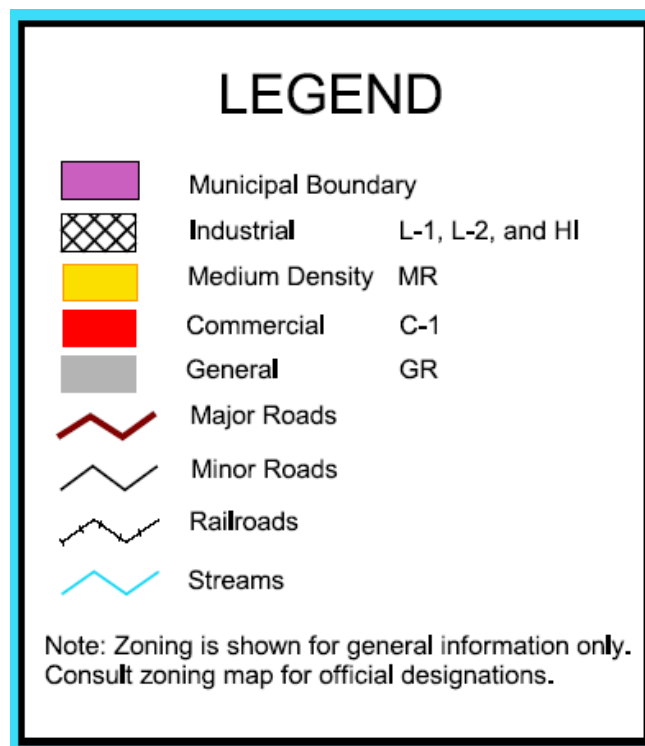 LEGEND
Municipal Boundary
Industrial L-1, L-2, and HI
Medium Density MR
Commercial C-1
General GR
Major Roads
Minor Roads
Railroads
Streams
Note: Zoning is shown for general information only.
Consult zoning map for official designations.